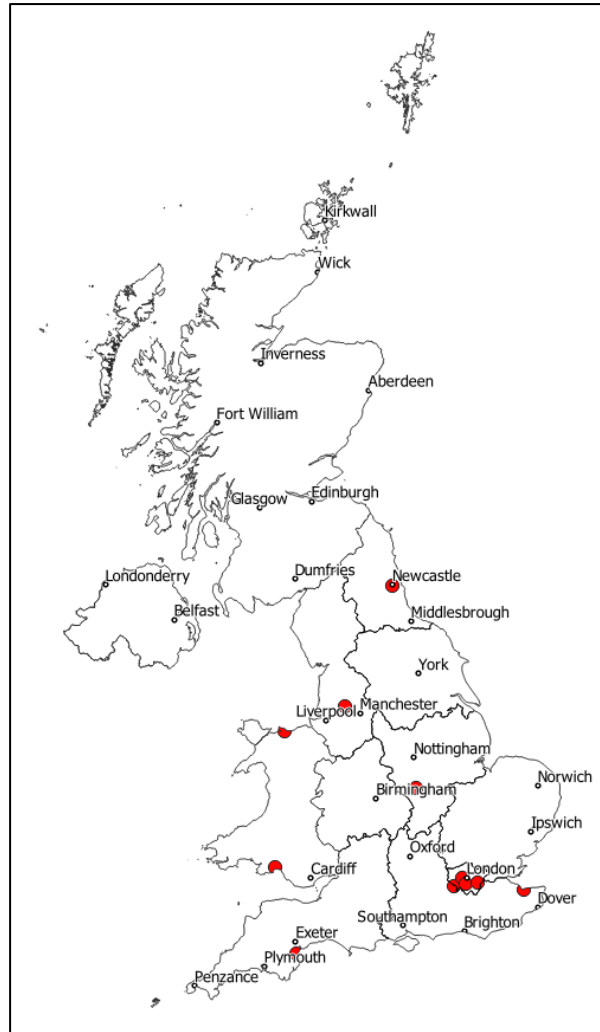 Kirkwall
Wick
Inverness
Aberdeen
Fort William
Glasgow
Edinburgh
Londonderry
Dumfries
Newcastle
Belfast
Middlesbrough
York
Liverpool
Manchester
Nottingham
Norwich
Birmingham
Ipswich
Oxford
Cardiff
London
Dover
Southampton
Brighton
Exeter
Plymouth
Penzance